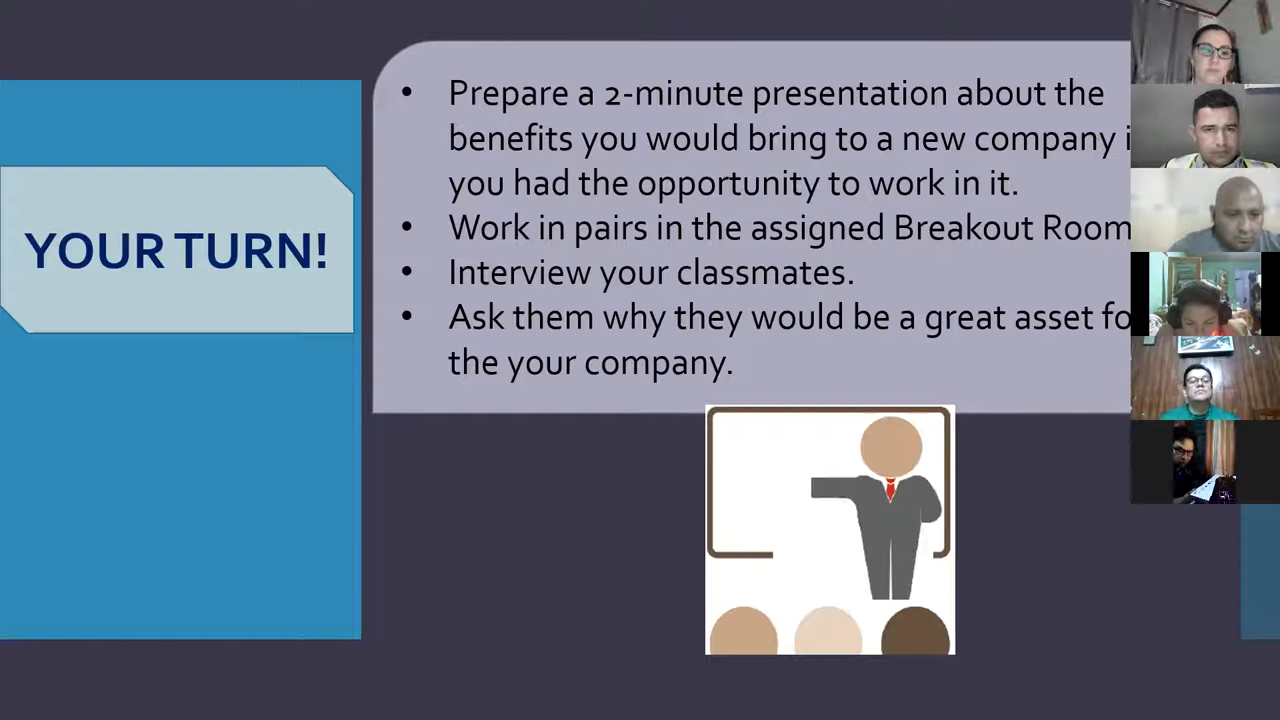 YOUR TURN!
• Prepare a 2-minute presentation about the
benefits you would bring to a new company
you had the opportunity to work in it.
• Work in pairs in the assigned Breakout Room
• Interview your classmates.
• Ask them why they would be a great asset
the your company.